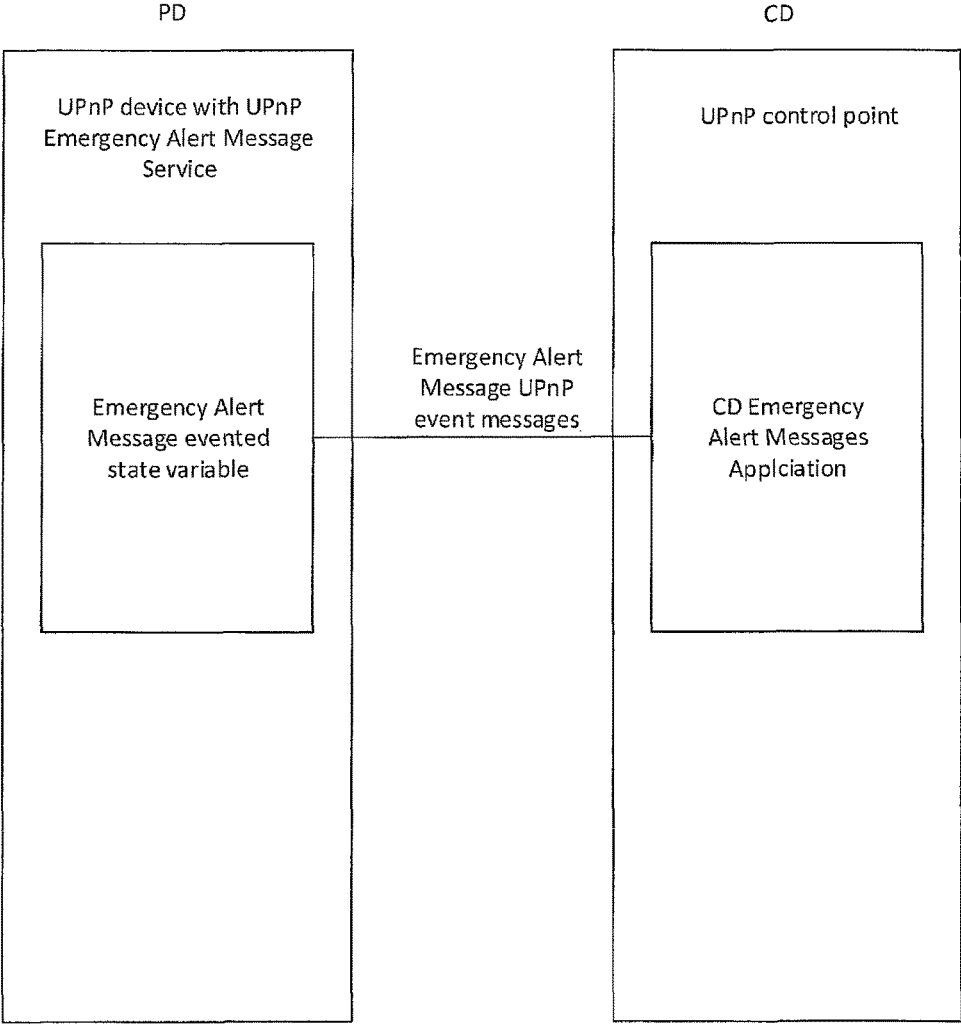 PD
CD
UPnP device with UPnP
Emergency Alert Message
Service
UPnP control point
Emergency Alert
Message evented
state variable
Emergency Alert
Message UPnP
event messages
CD Emergency
Alert Messages
Applciation